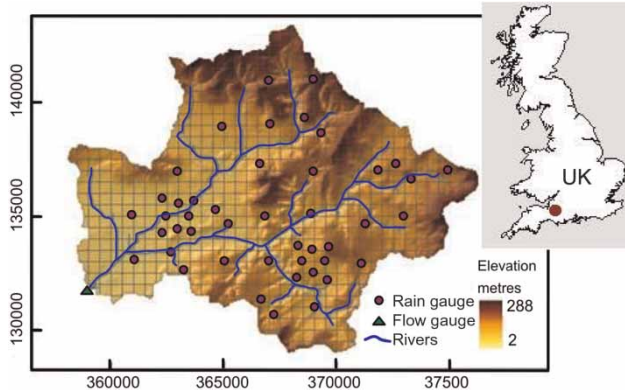 140000
135000
130000
360000
365000
370000
37500
UK
Elevation
metres
288
2
Rain gauge
Flow gauge
Rivers